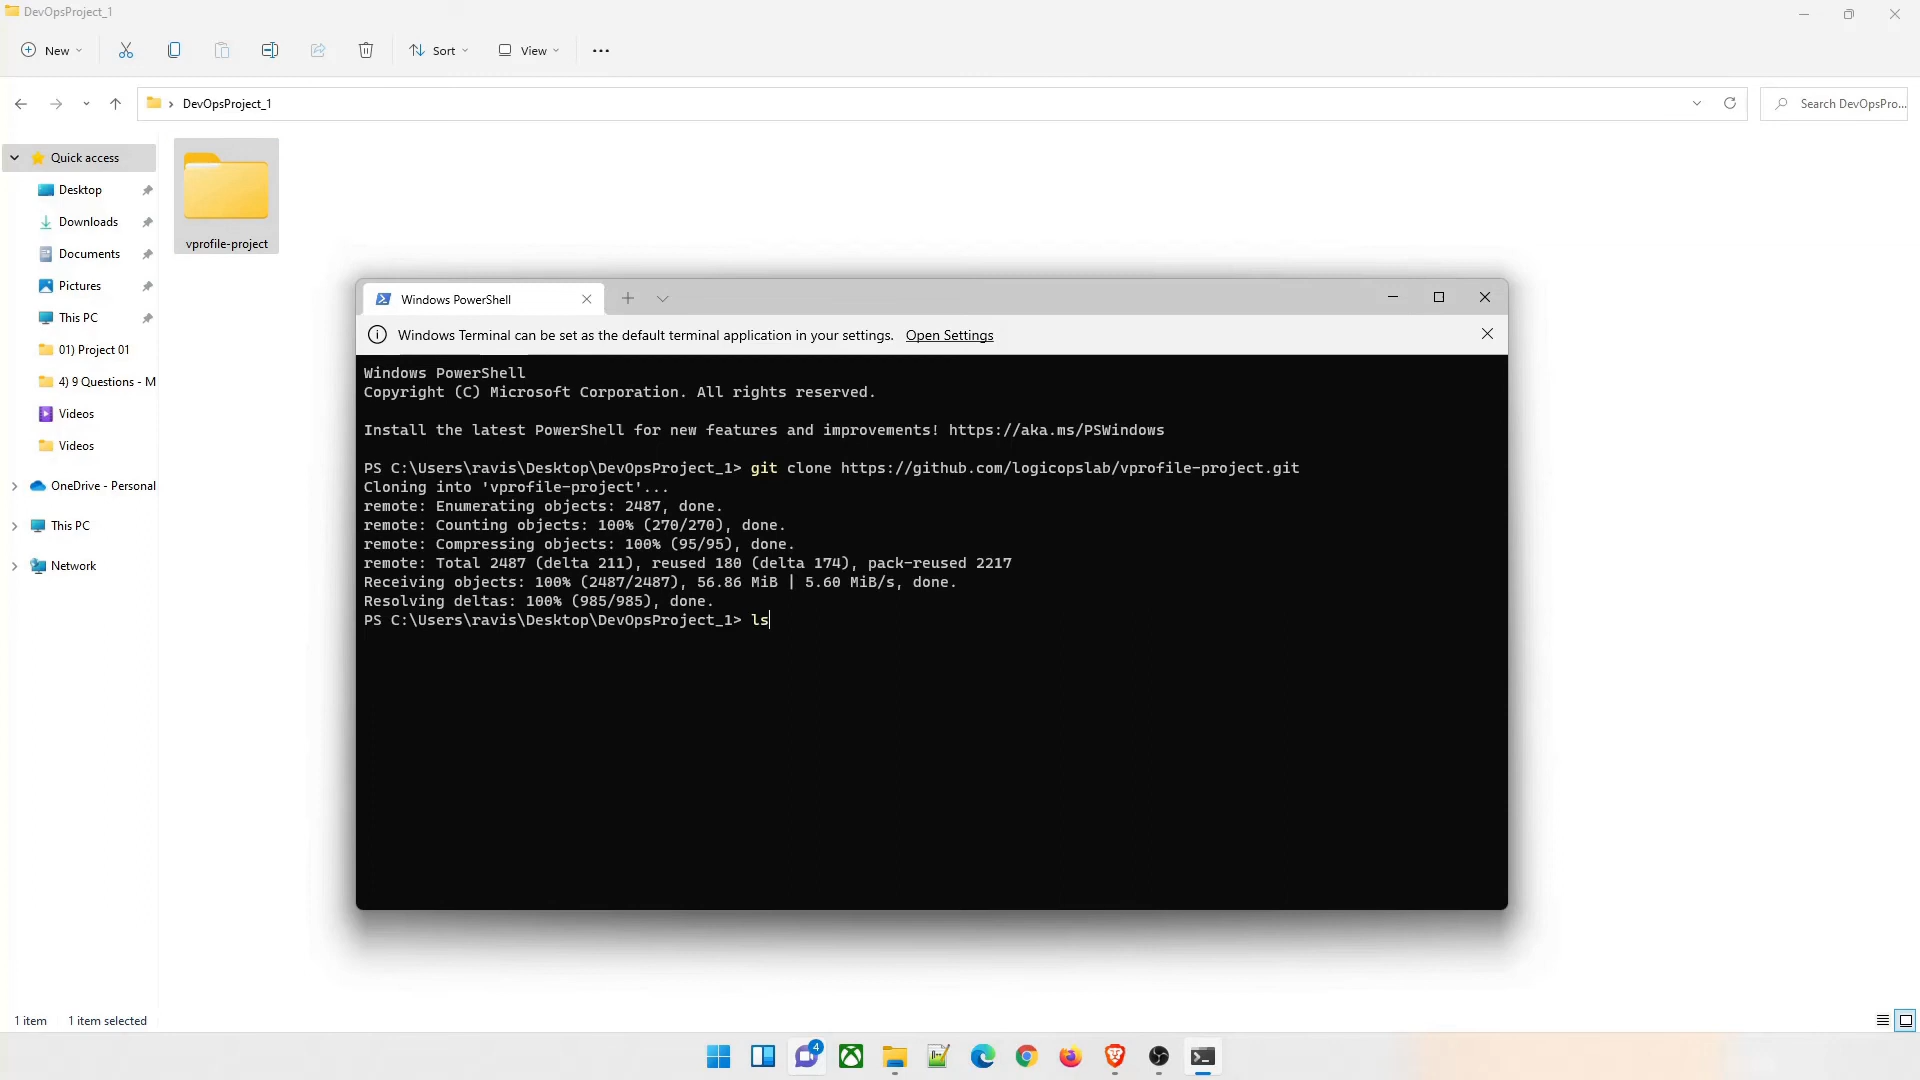 DevOpsProject_1
New
Sort
View
DevOpsProject_1
Search DevOpsPro...
Quick access
Desktop
Downloads
Documents
Pictures
This PC
01) Project 01
4) 9 Questions - M
Videos
Videos
OneDrive - Personal
This PC
Network
vprofile-project
Windows PowerShell
Windows Terminal can be set as the default terminal application in your settings. Open Settings
Windows PowerShell
Copyright (C) Microsoft Corporation. All rights reserved.
Install the latest PowerShell for new features and improvements! https://aka.ms/PSWindows
PS C:\Users\ravis\Desktop\DevOpsProject_1> git clone https://github.com/logicopslab/vprofile-project.git
Cloning into 'vprofile-project'...
remote: Enumerating objects: 2487, done.
remote: Counting objects: 100% (270/270), done.
remote: Compressing objects: 100% (95/95), done.
remote: Total 2487 (delta 211), reused 180 (delta 174), pack-reused 2217
Receiving objects: 100% (2487/2487), 56.86 MiB | 5.60 MiB/s, done.
Resolving deltas: 100% (985/985), done.
PS C:\Users\ravis\Desktop\DevOpsProject_1> ls
1 item 1 item selected
4